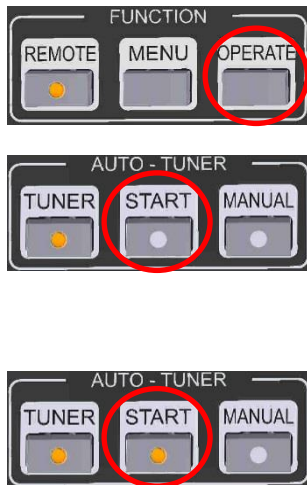 FUNCTION
REMOTE MENU OPERATE
AUTO - TUNER
TUNER START MANUAL
AUTO - TUNER
TUNER START MANUAL